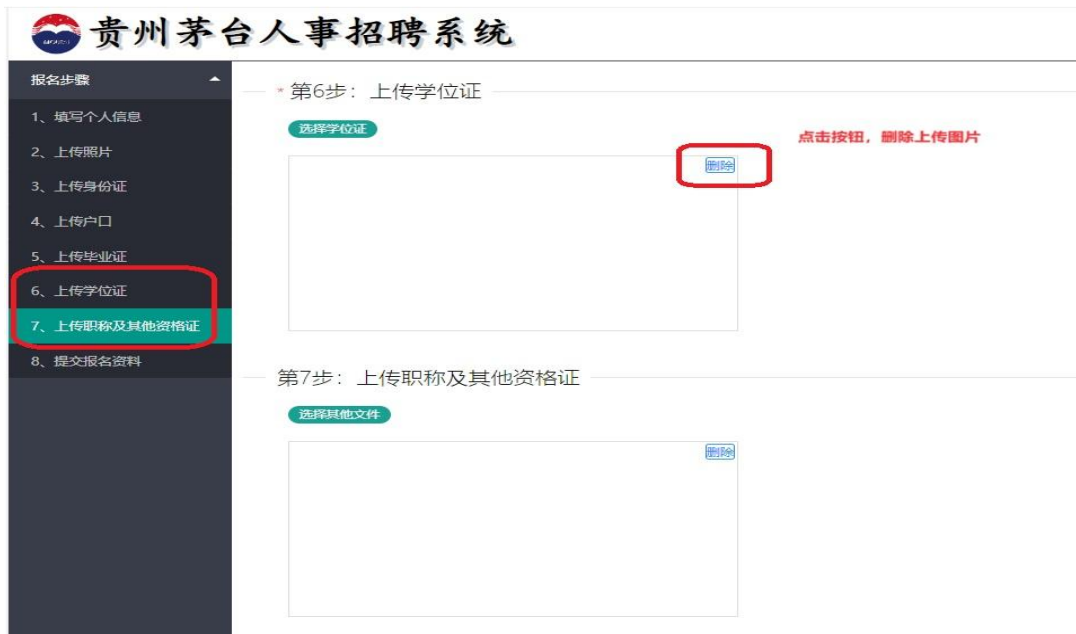 贵州茅台人事招聘系统
报名步骤
1、填写个人信息
2、上传照片
3、上传身份证
4、上传户口
5、上传毕业证
6、上传学位证
7、上传职称及其他资格证
8、提交报名资料
* 第6步：上传学位证
选择学位证
删除
点击按钮，删除上传图片
第7步：上传职称及其他资格证
选择其他文件
删除